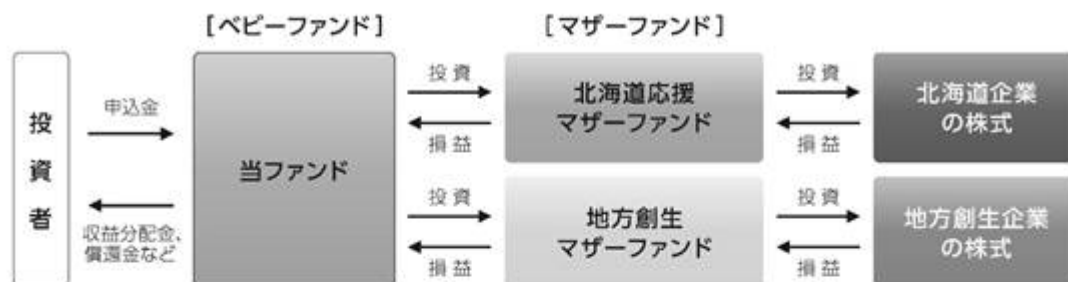 [ベビーファンド]
[マザーファンド]
投資者
申込金
収益分配金、
償還金など
当ファンド
投資
損益
北海道応援
マザーファンド
投資
損益
北海道企業
の株式
投資
損益
地方創生
マザーファンド
投資
損益
地方創生企業
の株式